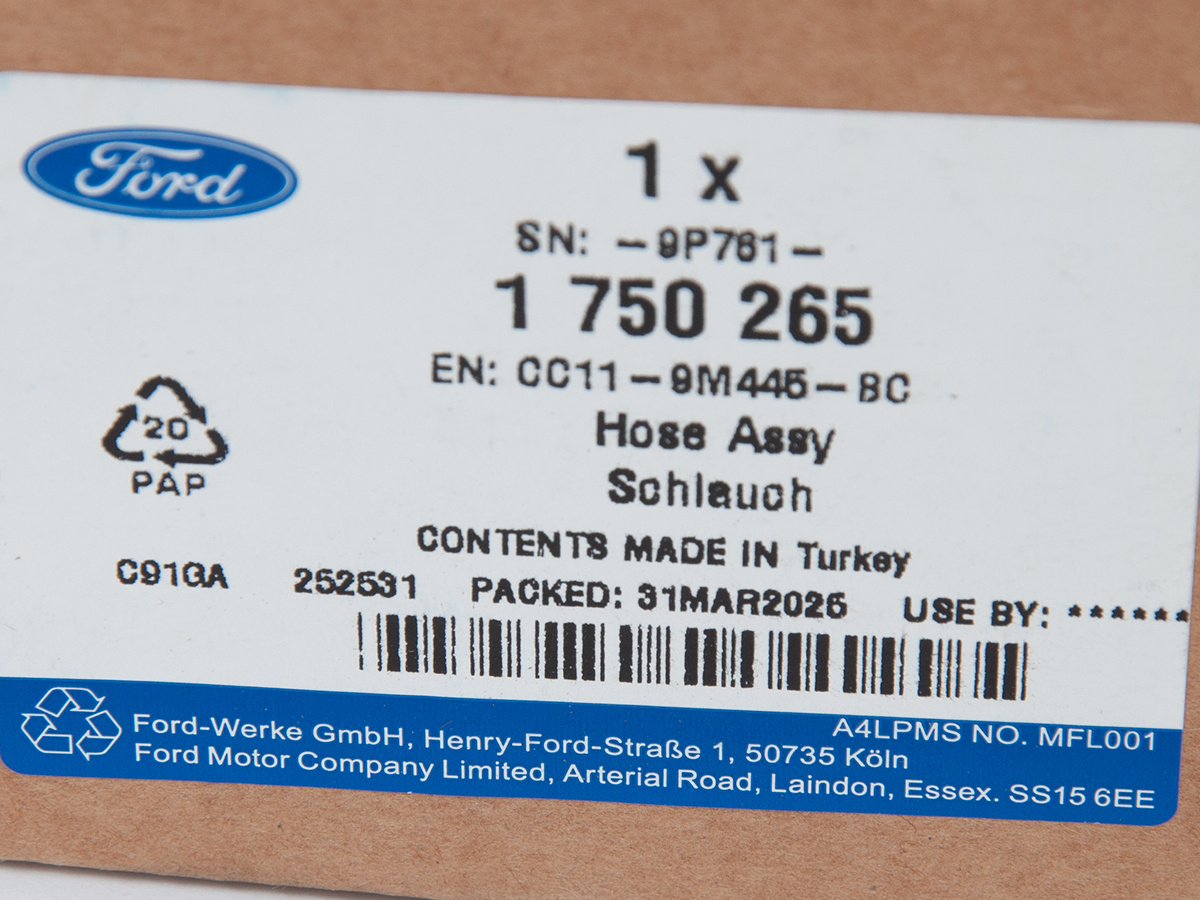 Ford
1 x
SN: -9P761-
1 750 265
EN: CC11-9M445-BC
Hose Assy
Schlauch
20
PAP
CONTENTS MADE IN Turkey
C91GA 252531 PACKED: 31MAR2025 USE BY: ******
A4LPMS NO. MFL001
Ford-Werke GmbH, Henry-Ford-Straße 1, 50735 Köln
Ford Motor Company Limited, Arterial Road, Laindon, Essex. SS15 6EE